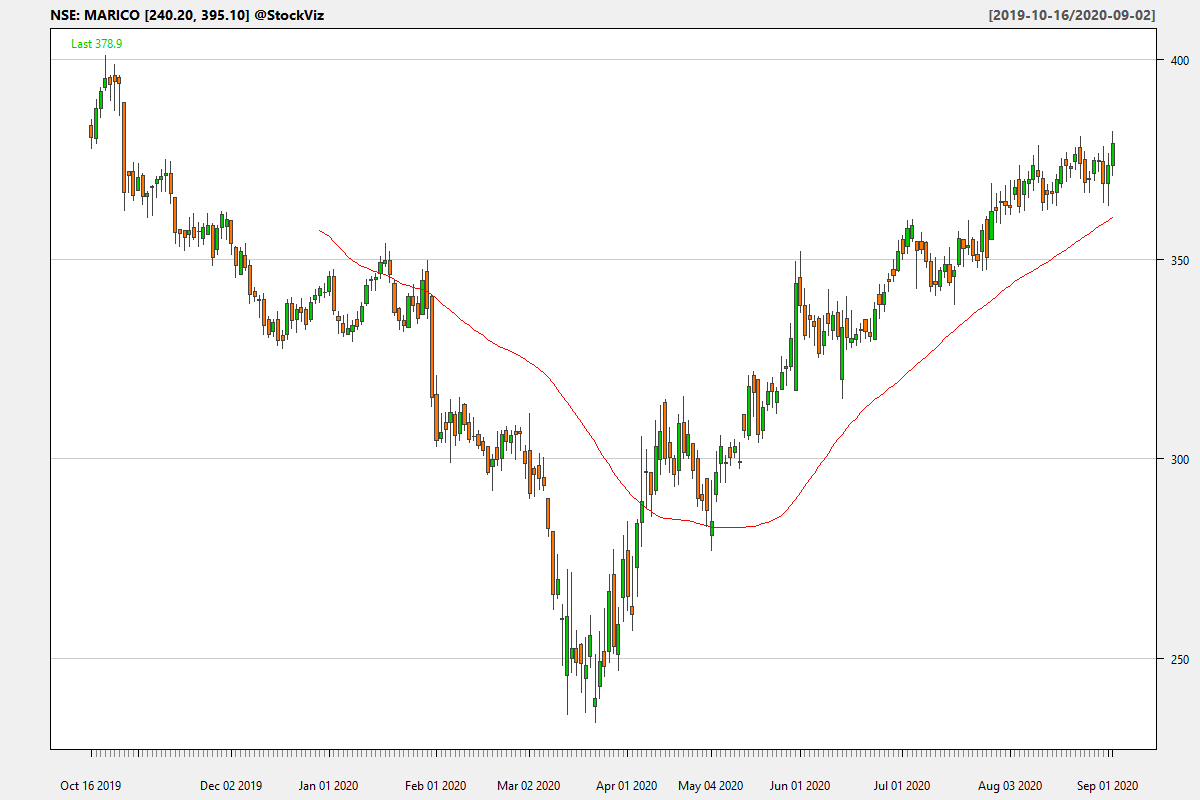 NSE: MARICO [240.20, 395.10] @StockViz [2019-10-16/2020-09-02]
Last 378.9
400
350
300
250
Oct 16 2019 Dec 02 2019 Jan 01 2020 Feb 01 2020 Mar 02 2020 Apr 01 2020 May 04 2020 Jun 01 2020 Jul 01 2020 Aug 03 2020 Sep 01 2020